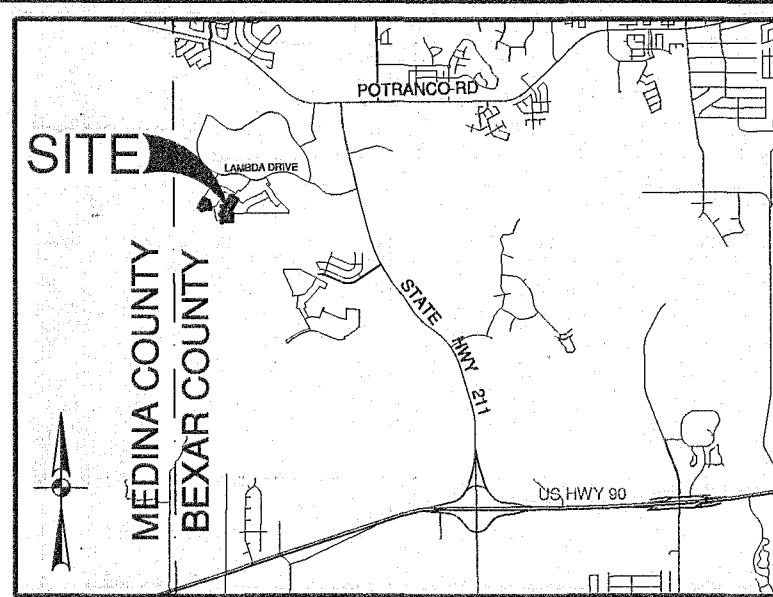 POTRANCO RD
SITE
LAMBDA DRIVE
MEDINA COUNTY
BEXAR COUNTY
STATE HWY 211
US HWY 90